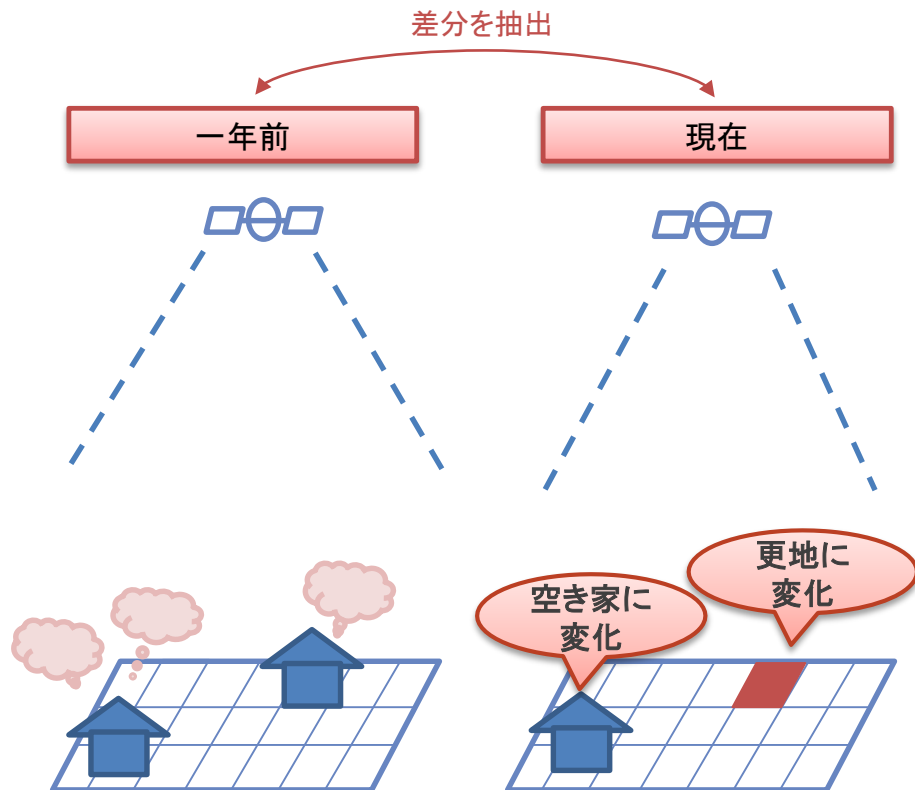 差分を抽出
一年前
現在
更地に
変化
空き家に
変化